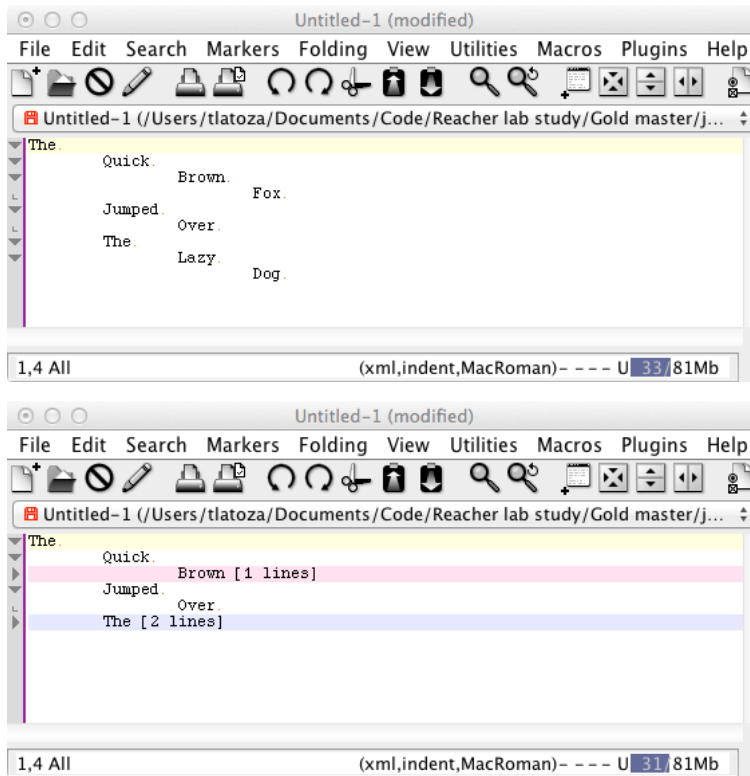 Untitled-1 (modified)
File Edit Search Markers Folding View Utilities Macros Plugins Help
Untitled-1 (/Users/tlatoza/Documents/Code/Reacher lab study/Gold master/j...
The.
Quick.
Brown.
Fox.
Jumped.
Over.
The.
Lazy.
Dog.
1,4 All (xml,indent,MacRoman)- - - - U 33/81Mb
Untitled-1 (modified)
File Edit Search Markers Folding View Utilities Macros Plugins Help
Untitled-1 (/Users/tlatoza/Documents/Code/Reacher lab study/Gold master/j...
The.
Quick.
Brown [1 lines]
Jumped.
Over.
The [2 lines]
1,4 All (xml,indent,MacRoman)- - - - U 31/81Mb